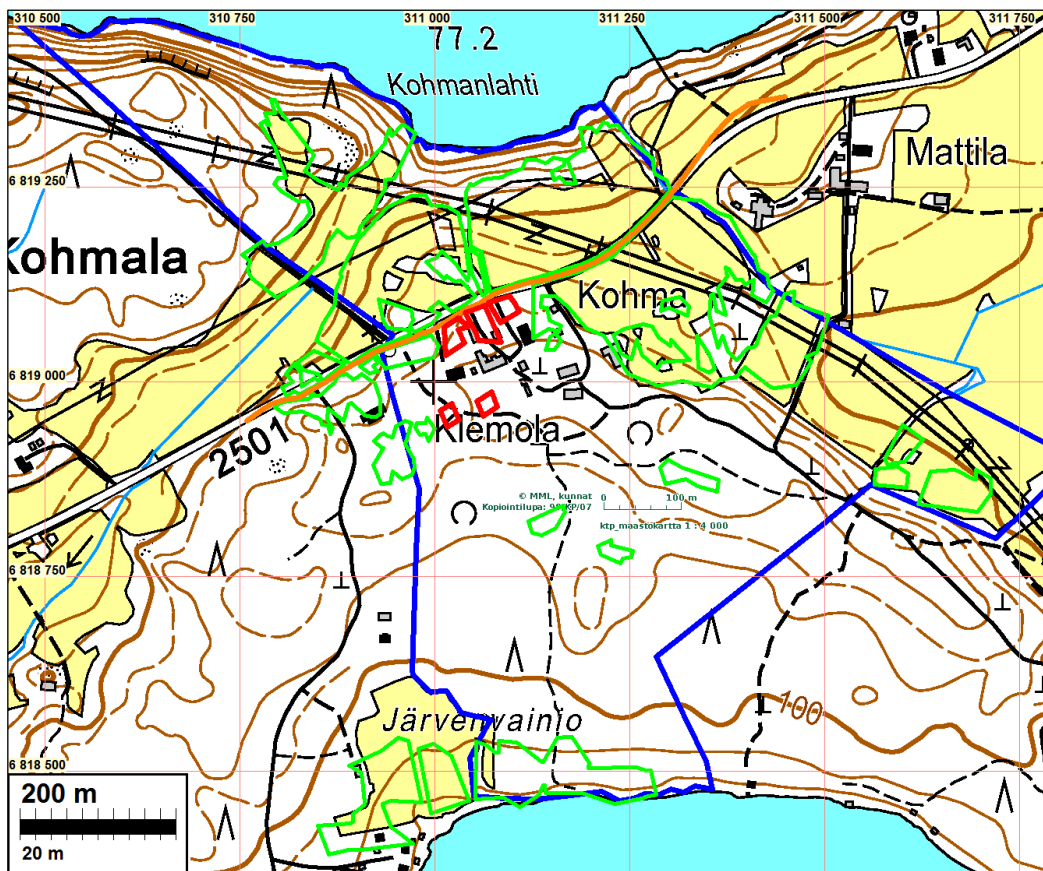 310 500 310 750 311 000 311 250 311 500 311 750
77.2
Kohmanlahti
Mattila
6 819 250
Kohmala
Kohma
6 819 000
Klemola
2501
© MML, kunnat
0 100 m
ktp_maastokartta 1 : 4 000
6 818 750
100
Järvenvainio
6 818 500
200 m
20 m